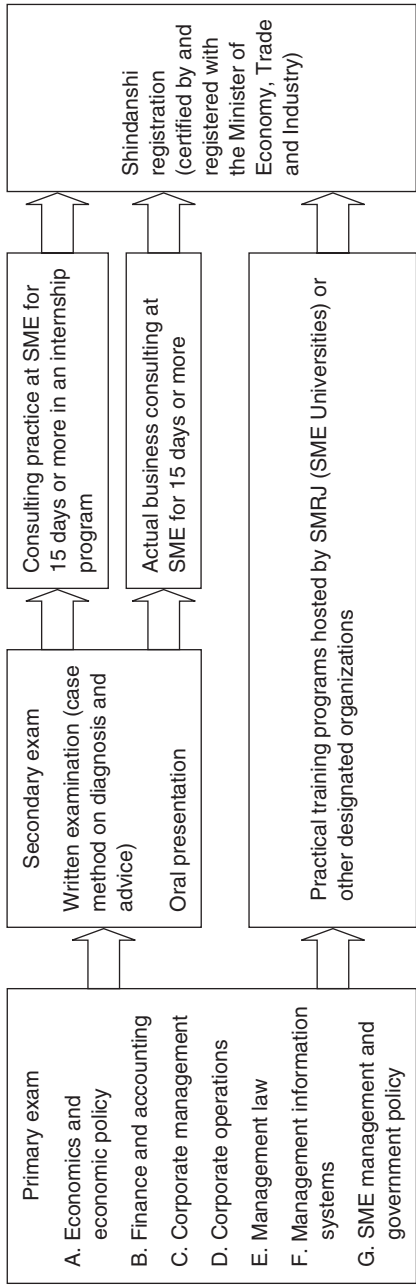 Primary exam
A. Economics and
economic policy
B. Finance and accounting
C. Corporate management
D. Corporate operations
E. Management law
F. Management information
systems
G. SME management and
government policy
Secondary exam
Written examination (case
method on diagnosis and
advice)
Oral presentation
Consulting practice at SME for
15 days or more in an internship
program
Actual business consulting at
SME for 15 days or more
Practical training programs hosted by SMRJ (SME Universities) or
other designated organizations
Shindanshi
registration
(certified by and
registered with
the Minister of
Economy, Trade
and Industry)